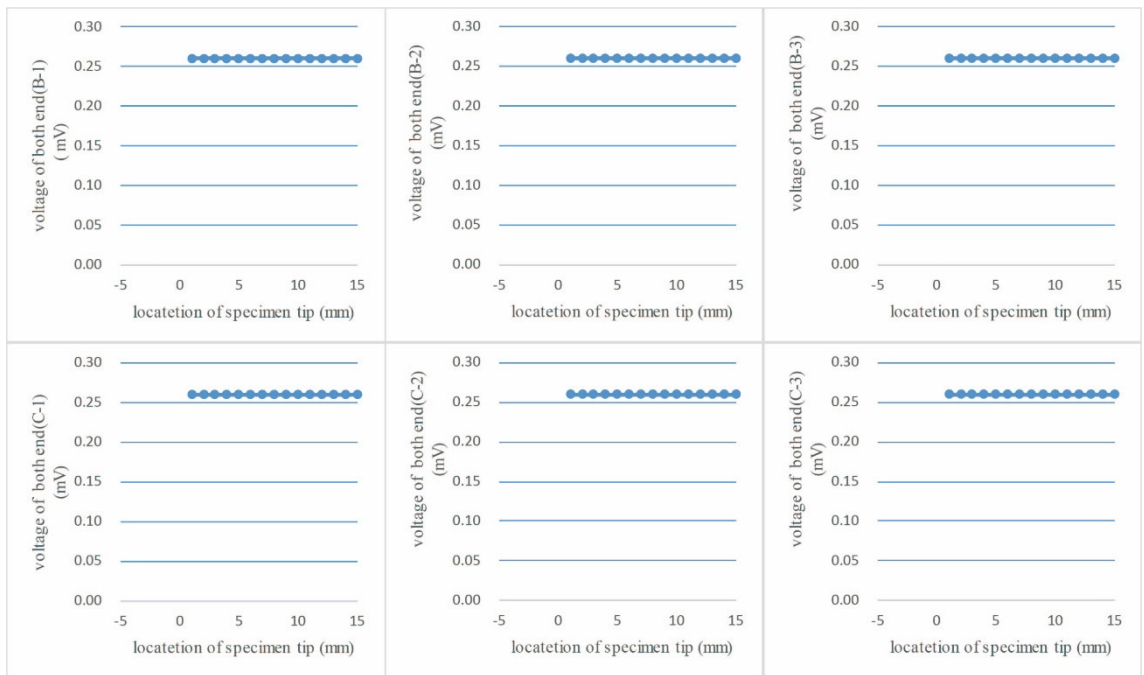 voltage of both end(B-1)
( mV)
0.30
0.25
0.20
0.15
0.10
0.05
0.00
-5 0 5 10 15
locatetion of specimen tip (mm)
voltage of both end(B-2)
(mV)
0.30
0.25
0.20
0.15
0.10
0.05
0.00
-5 0 5 10 15
locatetion of specimen tip (mm)
voltage of both end(B-3)
(mV)
0.30
0.25
0.20
0.15
0.10
0.05
0.00
-5 0 5 10 15
locatetion of specimen tip (mm)
voltage of both end(C-1)
(mV)
0.30
0.25
0.20
0.15
0.10
0.05
0.00
-5 0 5 10 15
locatetion of specimen tip (mm)
voltage of both end(C-2)
(mV)
0.30
0.25
0.20
0.15
0.10
0.05
0.00
-5 0 5 10 15
locatetion of specimen tip (mm)
voltage of both end(C-3)
(mV)
0.30
0.25
0.20
0.15
0.10
0.05
0.00
-5 0 5 10 15
locatetion of specimen tip (mm)